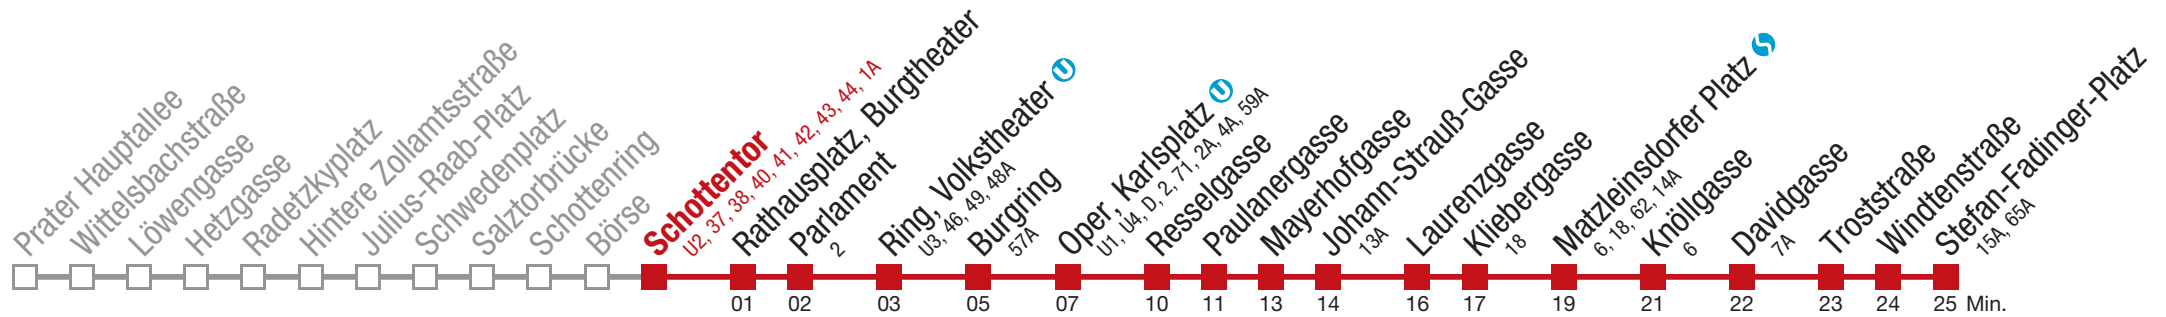 Prater Hauptallee
Wittelsbachstraße
Löwengasse
Hetzgasse
Radetzkyplatz
Hintere Zollamtsstraße
Julius-Raab-Platz
Schwedenplatz
Salztorbrücke
Schottenring
Börse
Schottentor
U2, 37, 38, 40, 41, 42, 43, 44, 1A
Rathausplatz, Burgtheater
Parlament
2
Ring, Volkstheater U
U3, 46, 49, 48A
Burgring
57A
Oper, Karlsplatz U
U1, U4, D, 2, 71, 2A, 4A, 59A
Resselgasse
Paulanergasse
Mayerhofgasse
Johann-Strauß-Gasse
13A
Laurenzgasse
Kliebergasse
18
Matzleinsdorfer Platz S
6, 18, 62, 14A
Knöllgasse
6
Davidgasse
7A
Troststraße
Windtenstraße
Stefan-Fadinger-Platz
15A, 65A
01 02 03 05 07 10 11 13 14 16 17 19 21 22 23 24 25 Min.